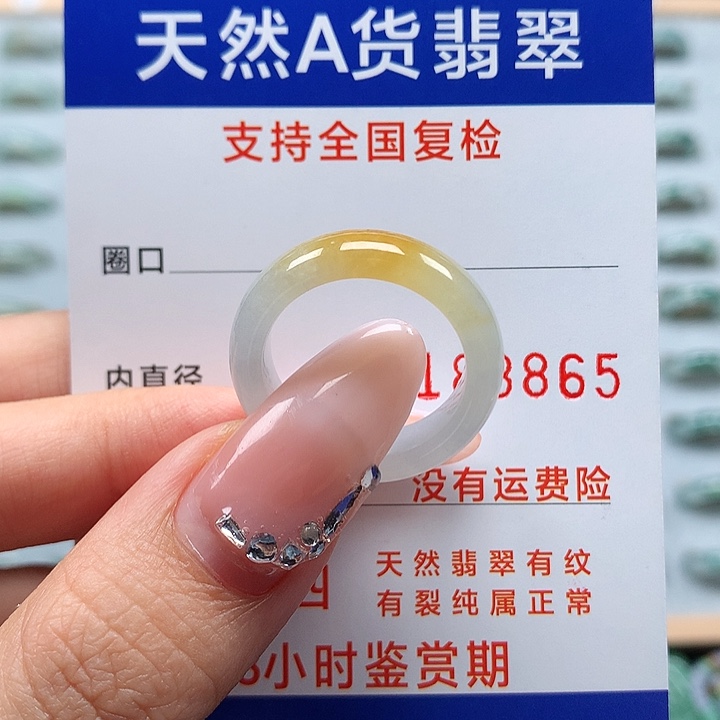 天然A货翡翠
支持全国复检
圈口
内直径
188865
没有运费险
天然翡翠有纹
有裂纯属正常
小时鉴赏期